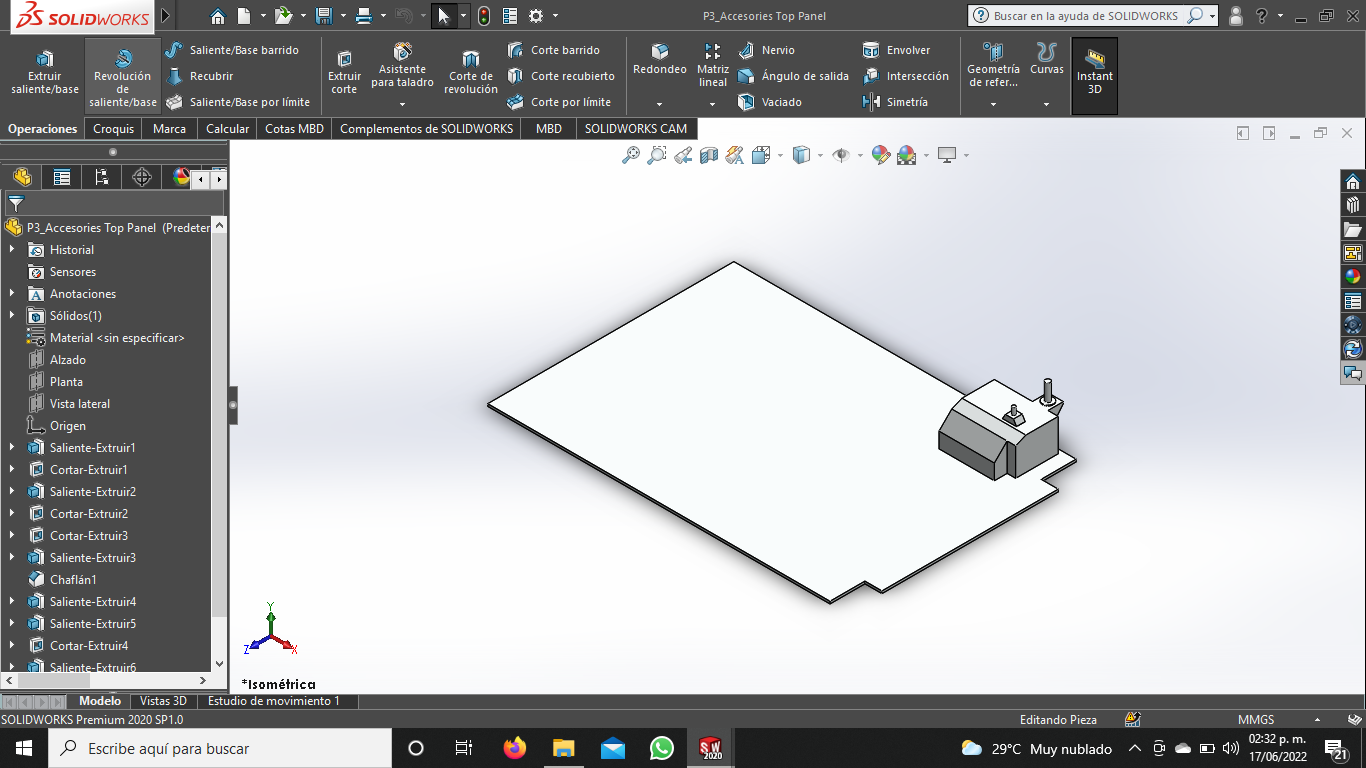 SOLIDWORKS
P3_Accesories Top Panel
Buscar en la ayuda de SOLIDWORKS
?
Extruir saliente/base
Revolución de saliente/base
Saliente/Base barrido
Recubrir
Saliente/Base por límite
Extruir corte
Asistente para taladro
Corte de revolución
Corte barrido
Corte recubierto
Corte por límite
Redondeo
Matriz lineal
Nervio
Ángulo de salida
Vaciado
Envolver
Intersección
Simetría
Geometría de refer...
Curvas
Instant 3D
Operaciones
Croquis
Marca
Calcular
Cotas MBD
Complementos de SOLIDWORKS
MBD
SOLIDWORKS CAM
P3_Accesories Top Panel (Predeter
Historial
Sensores
Anotaciones
Sólidos(1)
Material <sin especificar>
Alzado
Planta
Vista lateral
Origen
Saliente-Extruir1
Cortar-Extruir1
Saliente-Extruir2
Cortar-Extruir2
Cortar-Extruir3
Saliente-Extruir3
Chaflán1
Saliente-Extruir4
Saliente-Extruir5
Cortar-Extruir4
Saliente-Extruir6
Y
Z
X
*Isométrica
Modelo
Vistas 3D
Estudio de movimiento 1
SOLIDWORKS Premium 2020 SP1.0
Editando Pieza
MMGS
Escribe aquí para buscar
SW 2020
29°C Muy nublado
02:32 p. m.
17/06/2022
21